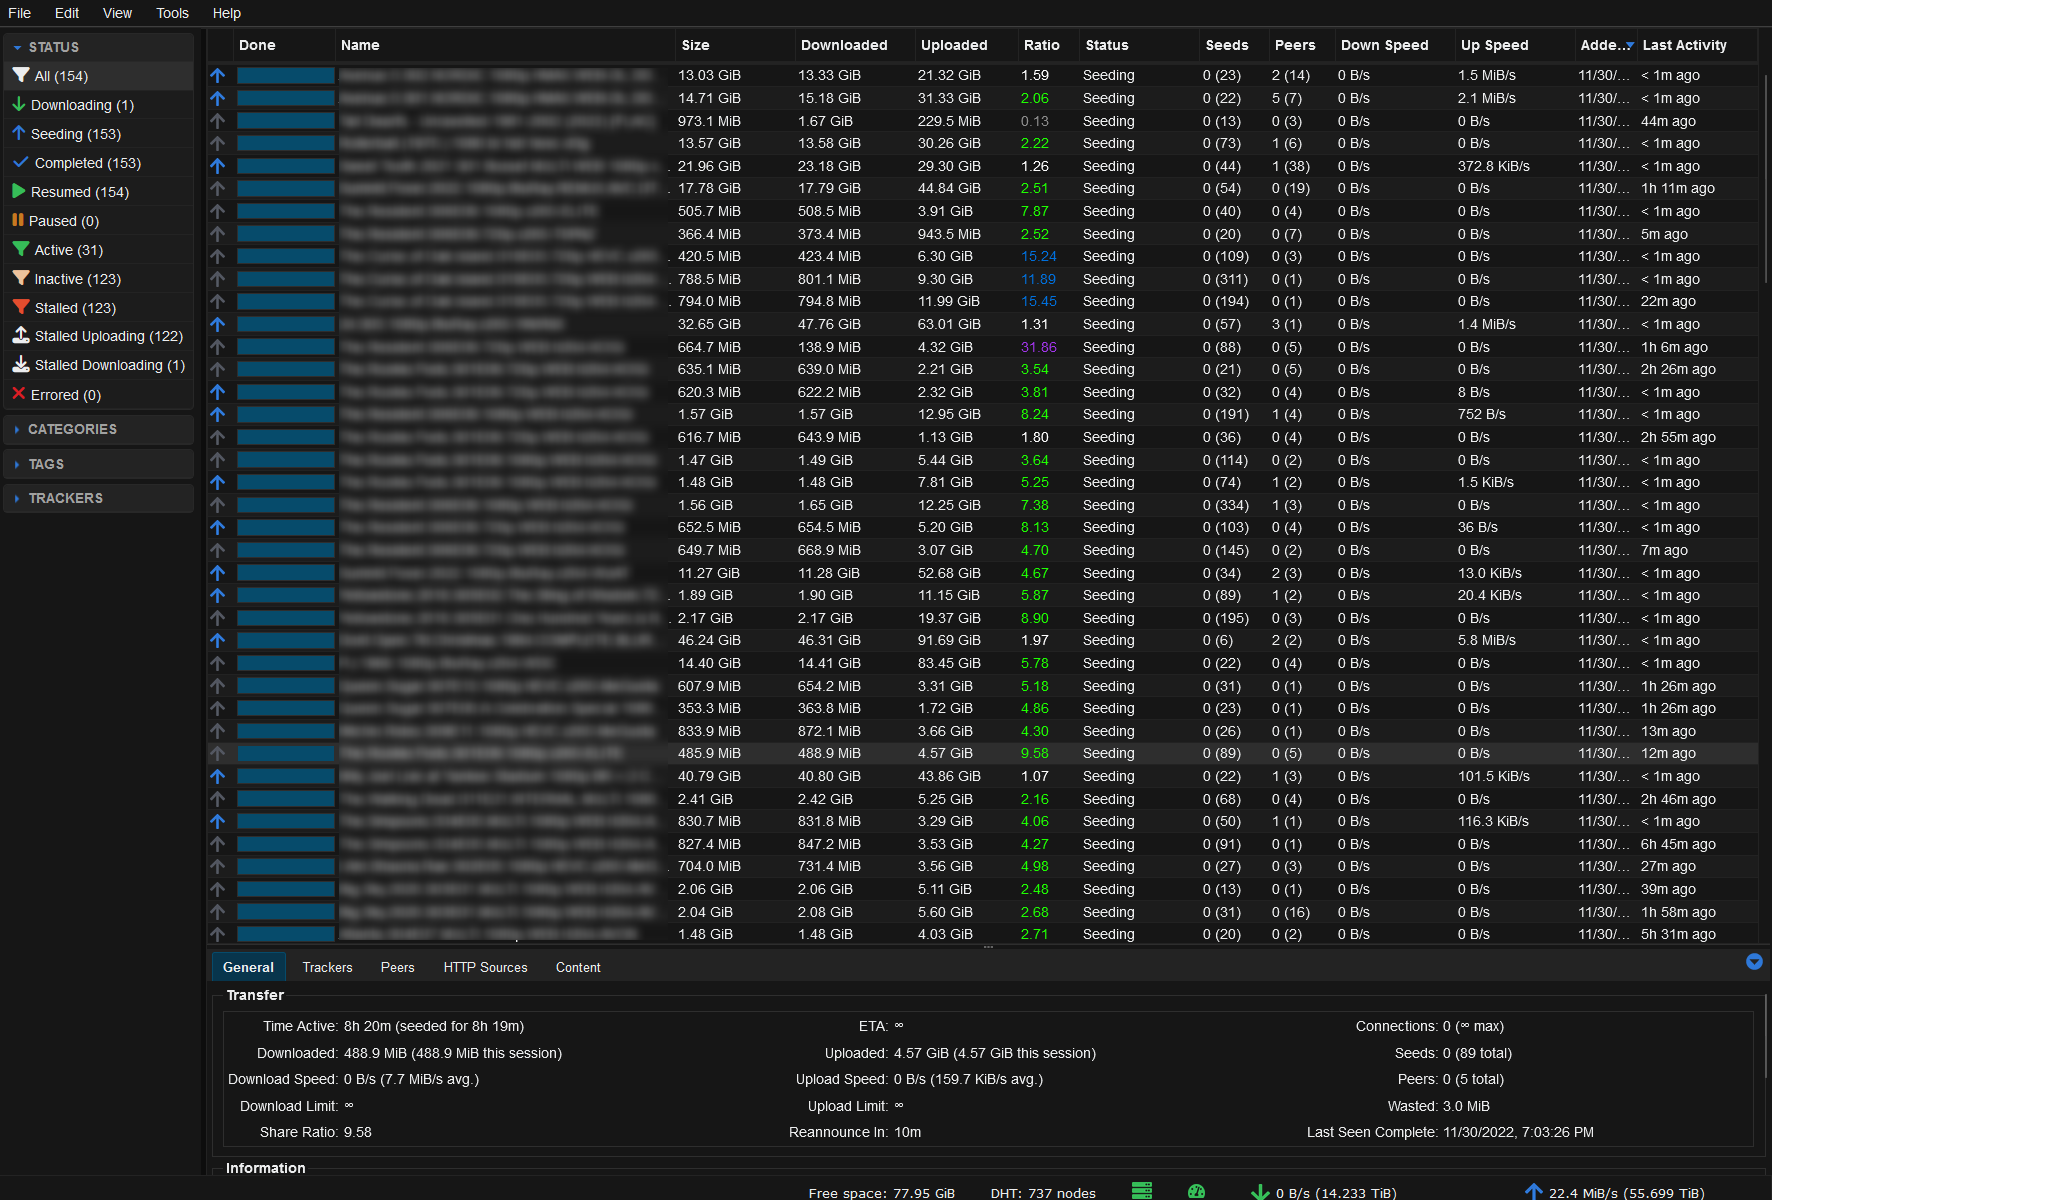 File Edit View Tools Help
STATUS
All (154)
Downloading (1)
Seeding (153)
Completed (153)
Resumed (154)
Paused (0)
Active (31)
Inactive (123)
Stalled (123)
Stalled Uploading (122)
Stalled Downloading (1)
Errored (0)
CATEGORIES
TAGS
TRACKERS
Done Name Size Downloaded Uploaded Ratio Status Seeds Peers Down Speed Up Speed Adde... Last Activity
13.03 GiB 13.33 GiB 21.32 GiB 1.59 Seeding 0 (23) 2 (14) 0 B/s 1.5 MiB/s 11/30/... < 1m ago
14.71 GiB 15.18 GiB 31.33 GiB 2.06 Seeding 0 (22) 5 (7) 0 B/s 2.1 MiB/s 11/30/... < 1m ago
973.1 MiB 1.67 GiB 229.5 MiB 0.13 Seeding 0 (13) 0 (3) 0 B/s 0 B/s 11/30/... 44m ago
13.57 GiB 13.58 GiB 30.26 GiB 2.22 Seeding 0 (73) 1 (6) 0 B/s 0 B/s 11/30/... < 1m ago
21.96 GiB 23.18 GiB 29.30 GiB 1.26 Seeding 0 (44) 1 (38) 0 B/s 372.8 KiB/s 11/30/... < 1m ago
17.78 GiB 17.79 GiB 44.84 GiB 2.51 Seeding 0 (54) 0 (19) 0 B/s 0 B/s 11/30/... 1h 11m ago
505.7 MiB 508.5 MiB 3.91 GiB 7.87 Seeding 0 (40) 0 (4) 0 B/s 0 B/s 11/30/... < 1m ago
366.4 MiB 373.4 MiB 943.5 MiB 2.52 Seeding 0 (20) 0 (7) 0 B/s 0 B/s 11/30/... 5m ago
420.5 MiB 423.4 MiB 6.30 GiB 15.24 Seeding 0 (109) 0 (3) 0 B/s 0 B/s 11/30/... < 1m ago
788.5 MiB 801.1 MiB 9.30 GiB 11.89 Seeding 0 (311) 0 (1) 0 B/s 0 B/s 11/30/... < 1m ago
794.0 MiB 794.8 MiB 11.99 GiB 15.45 Seeding 0 (194) 0 (1) 0 B/s 0 B/s 11/30/... 22m ago
32.65 GiB 47.76 GiB 63.01 GiB 1.31 Seeding 0 (57) 3 (1) 0 B/s 1.4 MiB/s 11/30/... < 1m ago
664.7 MiB 138.9 MiB 4.32 GiB 31.86 Seeding 0 (88) 0 (5) 0 B/s 0 B/s 11/30/... 1h 6m ago
635.1 MiB 639.0 MiB 2.21 GiB 3.54 Seeding 0 (21) 0 (5) 0 B/s 0 B/s 11/30/... 2h 26m ago
620.3 MiB 622.2 MiB 2.32 GiB 3.81 Seeding 0 (32) 0 (4) 0 B/s 8 B/s 11/30/... < 1m ago
1.57 GiB 1.57 GiB 12.95 GiB 8.24 Seeding 0 (191) 1 (4) 0 B/s 752 B/s 11/30/... < 1m ago
616.7 MiB 643.9 MiB 1.13 GiB 1.80 Seeding 0 (36) 0 (4) 0 B/s 0 B/s 11/30/... 2h 55m ago
1.47 GiB 1.49 GiB 5.44 GiB 3.64 Seeding 0 (114) 0 (2) 0 B/s 0 B/s 11/30/... < 1m ago
1.48 GiB 1.48 GiB 7.81 GiB 5.25 Seeding 0 (74) 1 (2) 0 B/s 1.5 KiB/s 11/30/... < 1m ago
1.56 GiB 1.65 GiB 12.25 GiB 7.38 Seeding 0 (334) 1 (3) 0 B/s 0 B/s 11/30/... < 1m ago
652.5 MiB 654.5 MiB 5.20 GiB 8.13 Seeding 0 (103) 0 (4) 0 B/s 36 B/s 11/30/... < 1m ago
649.7 MiB 668.9 MiB 3.07 GiB 4.70 Seeding 0 (145) 0 (2) 0 B/s 0 B/s 11/30/... 7m ago
11.27 GiB 11.28 GiB 52.68 GiB 4.67 Seeding 0 (34) 2 (3) 0 B/s 13.0 KiB/s 11/30/... < 1m ago
1.89 GiB 1.90 GiB 11.15 GiB 5.87 Seeding 0 (89) 1 (2) 0 B/s 20.4 KiB/s 11/30/... < 1m ago
2.17 GiB 2.17 GiB 19.37 GiB 8.90 Seeding 0 (195) 0 (3) 0 B/s 0 B/s 11/30/... < 1m ago
46.24 GiB 46.31 GiB 91.69 GiB 1.97 Seeding 0 (6) 2 (2) 0 B/s 5.8 MiB/s 11/30/... < 1m ago
14.40 GiB 14.41 GiB 83.45 GiB 5.78 Seeding 0 (22) 0 (4) 0 B/s 0 B/s 11/30/... < 1m ago
607.9 MiB 654.2 MiB 3.31 GiB 5.18 Seeding 0 (31) 0 (1) 0 B/s 0 B/s 11/30/... 1h 26m ago
353.3 MiB 363.8 MiB 1.72 GiB 4.86 Seeding 0 (23) 0 (1) 0 B/s 0 B/s 11/30/... 1h 26m ago
833.9 MiB 872.1 MiB 3.66 GiB 4.30 Seeding 0 (26) 0 (1) 0 B/s 0 B/s 11/30/... 13m ago
485.9 MiB 488.9 MiB 4.57 GiB 9.58 Seeding 0 (89) 0 (5) 0 B/s 0 B/s 11/30/... 12m ago
40.79 GiB 40.80 GiB 43.86 GiB 1.07 Seeding 0 (22) 1 (3) 0 B/s 101.5 KiB/s 11/30/... < 1m ago
2.41 GiB 2.42 GiB 5.25 GiB 2.16 Seeding 0 (68) 0 (4) 0 B/s 0 B/s 11/30/... 2h 46m ago
830.7 MiB 831.8 MiB 3.29 GiB 4.06 Seeding 0 (50) 1 (1) 0 B/s 116.3 KiB/s 11/30/... < 1m ago
827.4 MiB 847.2 MiB 3.53 GiB 4.27 Seeding 0 (91) 0 (1) 0 B/s 0 B/s 11/30/... 6h 45m ago
704.0 MiB 731.4 MiB 3.56 GiB 4.98 Seeding 0 (27) 0 (3) 0 B/s 0 B/s 11/30/... 27m ago
2.06 GiB 2.06 GiB 5.11 GiB 2.48 Seeding 0 (13) 0 (1) 0 B/s 0 B/s 11/30/... 39m ago
2.04 GiB 2.08 GiB 5.60 GiB 2.68 Seeding 0 (31) 0 (16) 0 B/s 0 B/s 11/30/... 1h 58m ago
1.48 GiB 1.48 GiB 4.03 GiB 2.71 Seeding 0 (20) 0 (2) 0 B/s 0 B/s 11/30/... 5h 31m ago
General Trackers Peers HTTP Sources Content
Transfer
Time Active: 8h 20m (seeded for 8h 19m) ETA: ∞ Connections: 0 (∞ max)
Downloaded: 488.9 MiB (488.9 MiB this session) Uploaded: 4.57 GiB (4.57 GiB this session) Seeds: 0 (89 total)
Download Speed: 0 B/s (7.7 MiB/s avg.) Upload Speed: 0 B/s (159.7 KiB/s avg.) Peers: 0 (5 total)
Download Limit: ∞ Upload Limit: ∞ Wasted: 3.0 MiB
Share Ratio: 9.58 Reannounce In: 10m Last Seen Complete: 11/30/2022, 7:03:26 PM
Information
Free space: 77.95 GiB DHT: 737 nodes 0 B/s (14.233 TiB) 22.4 MiB/s (55.699 TiB)